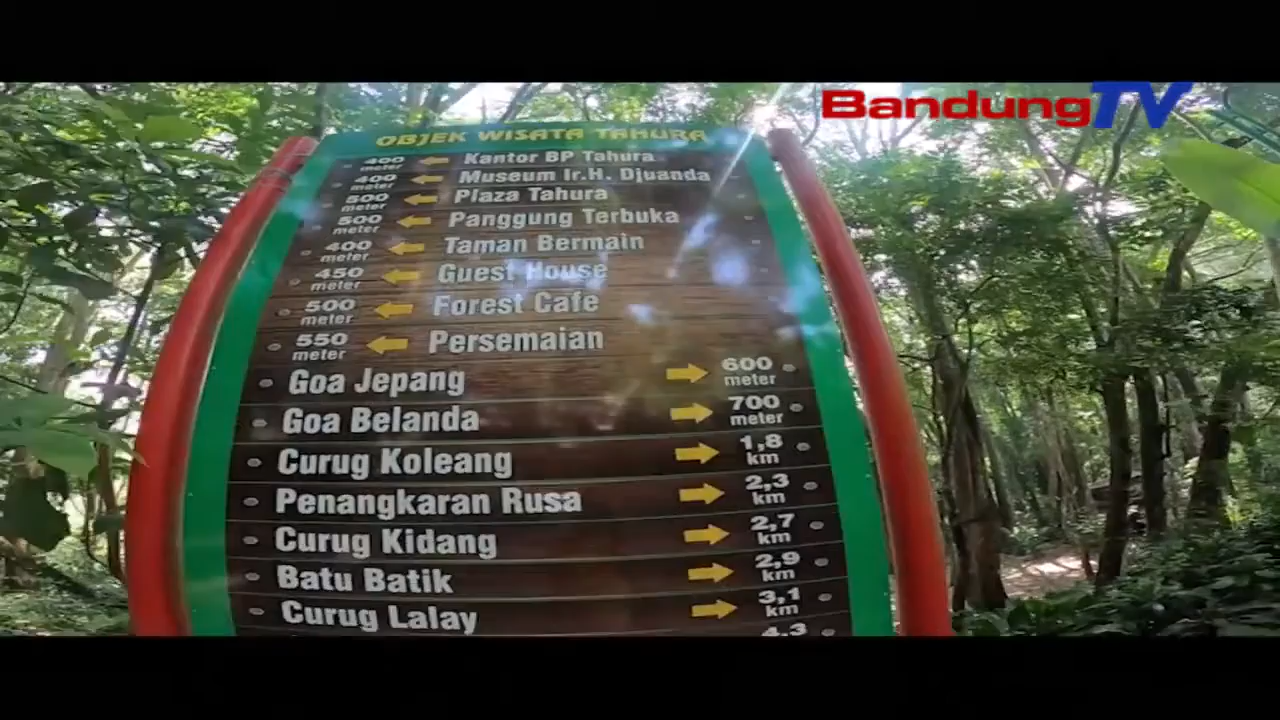 BandungTV
OBJEK WISATA TAHURA
400 meter Kantor BP Tahura
400 meter Museum Ir.H. Djuanda
500 meter Plaza Tahura
500 meter Panggung Terbuka
400 meter Taman Bermain
450 meter Guest House
500 meter Forest Cafe
550 meter Persemaian
Goa Jepang 600 meter
Goa Belanda 700 meter
Curug Koleang 1,8 km
Penangkaran Rusa 2,3 km
Curug Kidang 2,7 km
Batu Batik 2,9 km
Curug Lalay 3,1 km
4,3